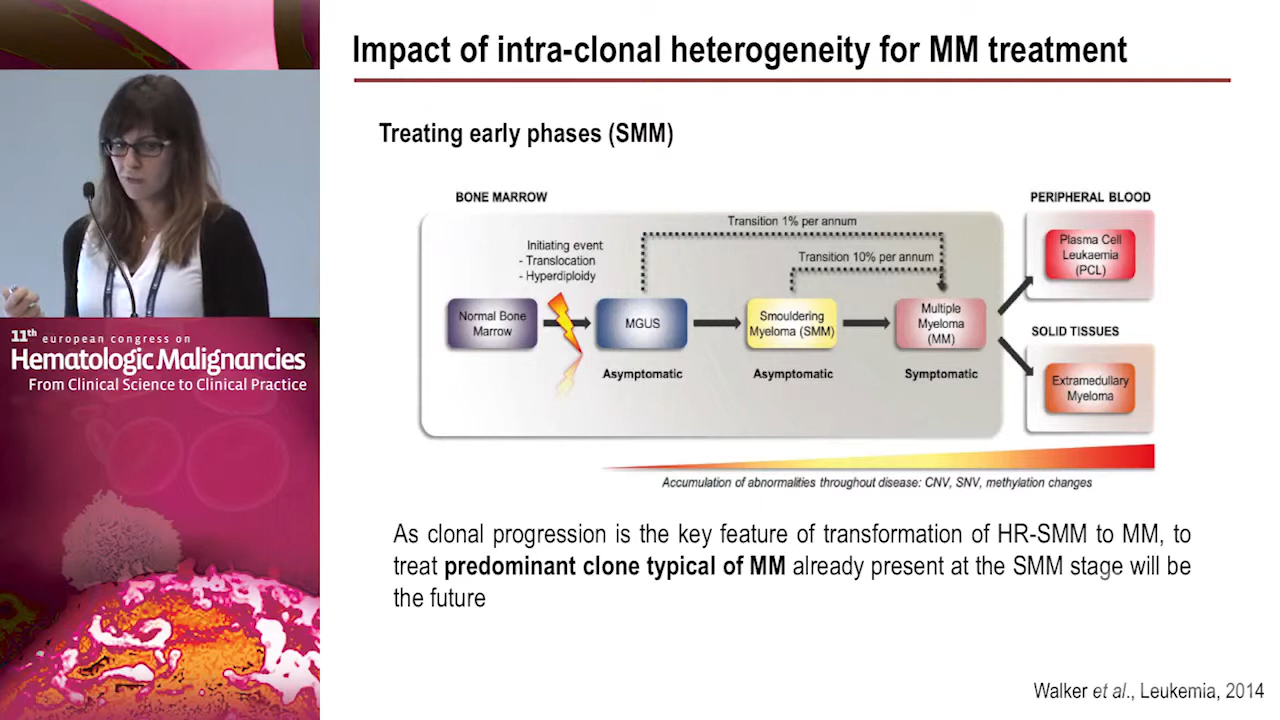 Impact of intra-clonal heterogeneity for MM treatment
Treating early phases (SMM)
BONE MARROW
PERIPHERAL BLOOD
Transition 1% per annum
Initiating event
- Translocation
- Hyperdiploidy
Transition 10% per annum
Plasma Cell
Leukaemia
(PCL)
Normal Bone
Marrow
MGUS
Smouldering
Myeloma (SMM)
Multiple
Myeloma
(MM)
SOLID TISSUES
Asymptomatic
Asymptomatic
Symptomatic
Extramedullary
Myeloma
Accumulation of abnormalities throughout disease: CNV, SNV, methylation changes
As clonal progression is the key feature of transformation of HR-SMM to MM, to
treat predominant clone typical of MM already present at the SMM stage will be
the future
Walker et al., Leukemia, 2014
11th european congress on
Hematologic Malignancies
From Clinical Science to Clinical Practice